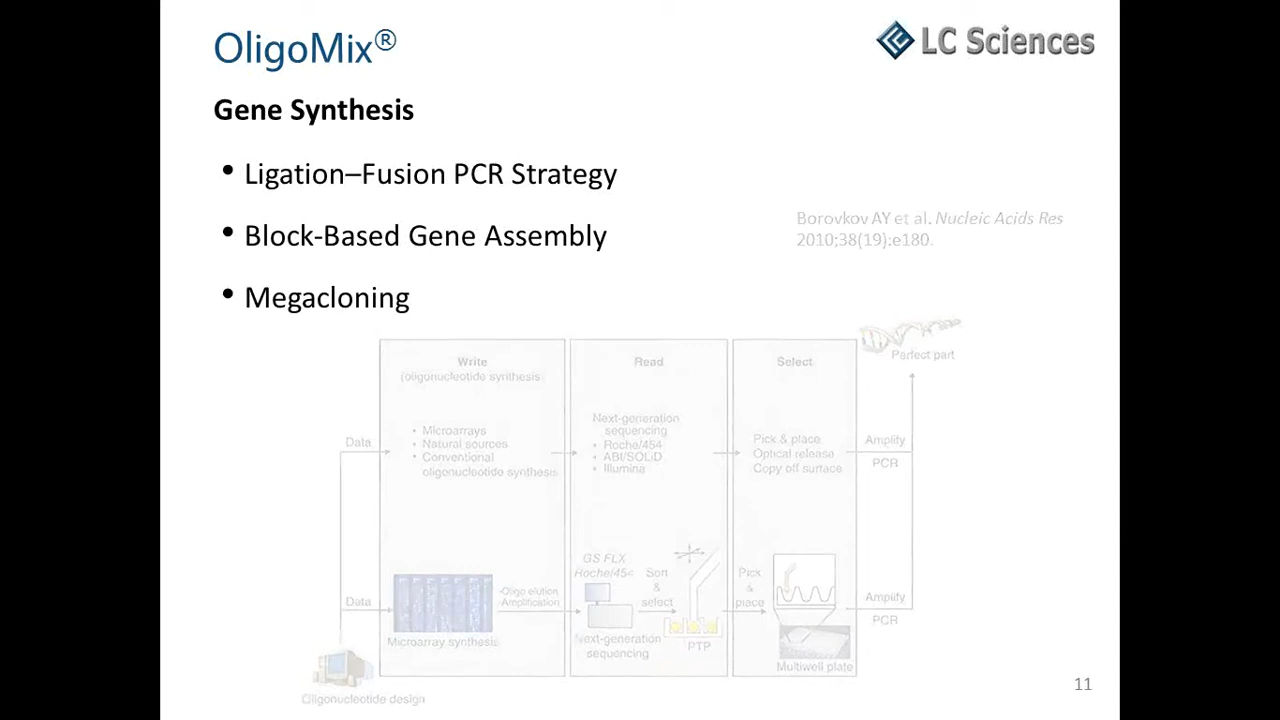 OligoMix®
LC Sciences
Gene Synthesis
• Ligation–Fusion PCR Strategy
• Block-Based Gene Assembly
• Megacloning
Borovkov AY et al. Nucleic Acids Res
2010;38(19):e180.
Write
(oligonucleotide synthesis)
• Microarrays
• Natural sources
• Conventional
oligonucleotide synthesis
Read
Next-generation
sequencing
• Roche/454
• ABI/SOLiD
• Illumina
Select
Pick & place
Optical release
Copy off surface
Perfect part
Data
Amplify
PCR
Data
Microarray synthesis
-Oligo elution
-Amplification
GS FLX
Roche/454
Next-generation
sequencing
Sort
&
select
PTP
Pick
&
place
Multiwell plate
Amplify
PCR
Oligonucleotide design
11